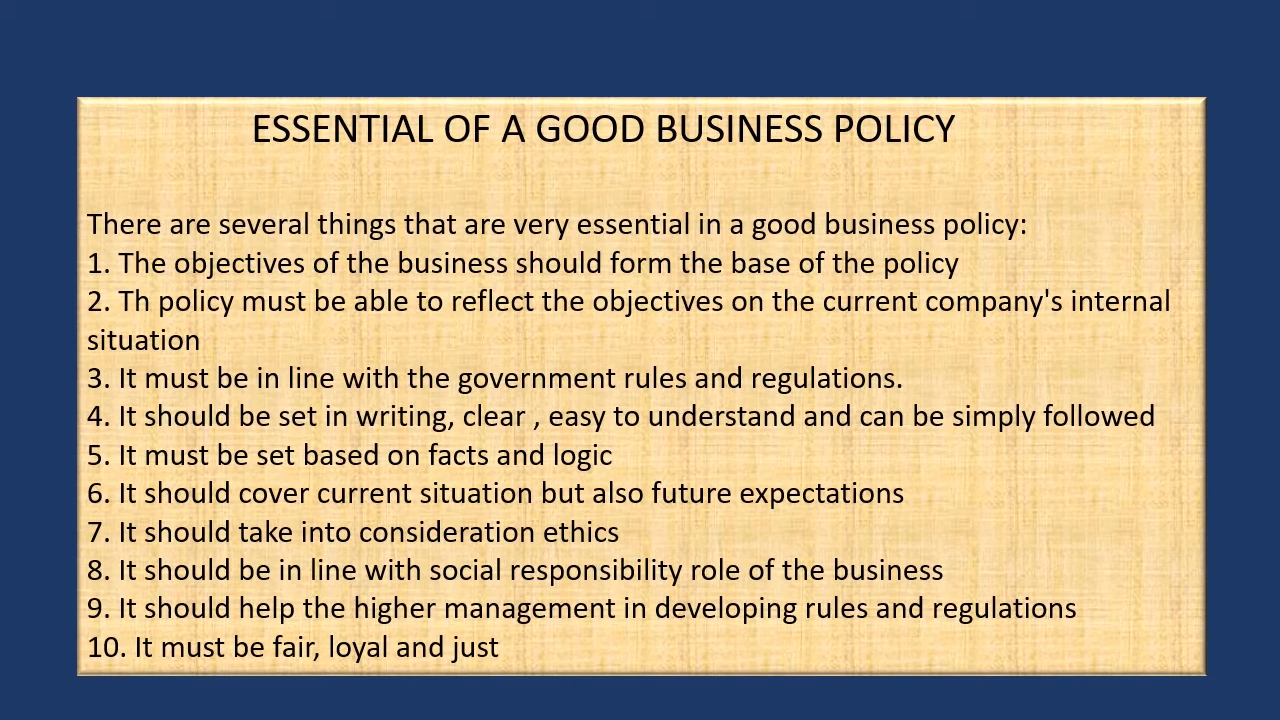 ESSENTIAL OF A GOOD BUSINESS POLICY
There are several things that are very essential in a good business policy:
1. The objectives of the business should form the base of the policy
2. Th policy must be able to reflect the objectives on the current company's internal
situation
3. It must be in line with the government rules and regulations.
4. It should be set in writing, clear , easy to understand and can be simply followed
5. It must be set based on facts and logic
6. It should cover current situation but also future expectations
7. It should take into consideration ethics
8. It should be in line with social responsibility role of the business
9. It should help the higher management in developing rules and regulations
10. It must be fair, loyal and just